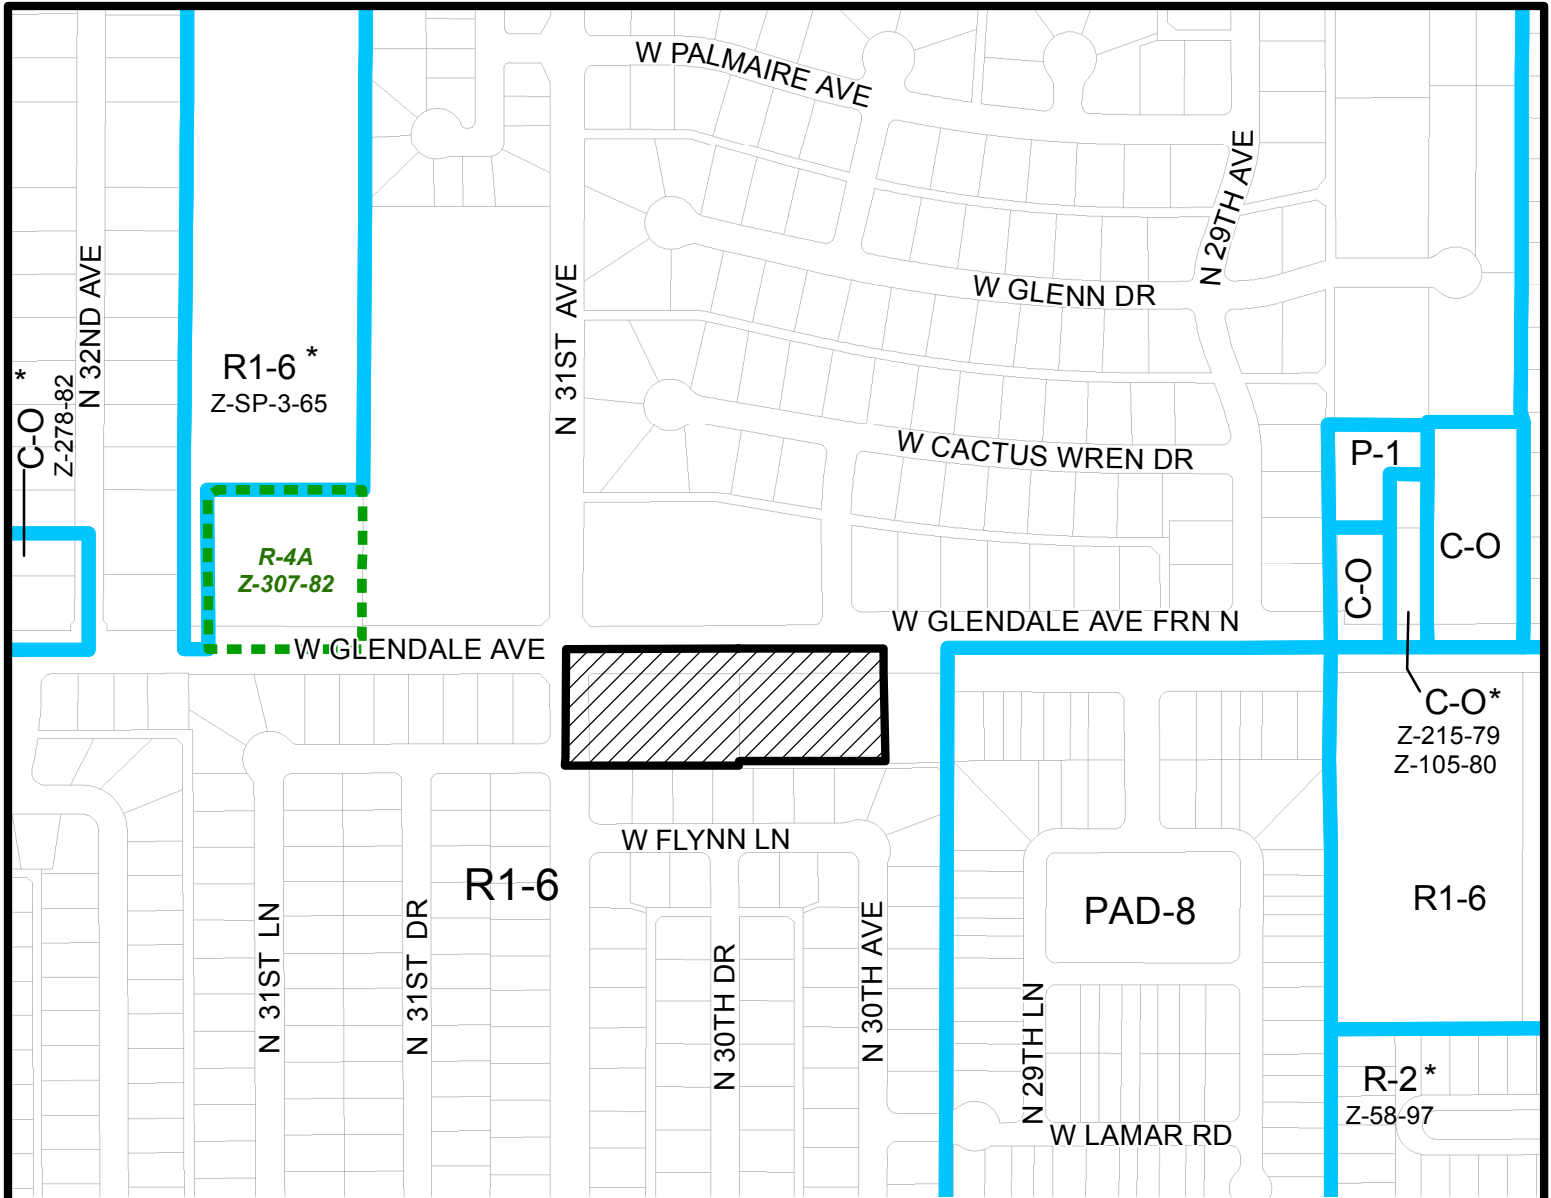 W PALMAIRE AVE
N 29TH AVE
N 32ND AVE
N 31ST AVE
W GLENN DR
R1-6 *
Z-SP-3-65
*
C-O
Z-278-82
W CACTUS WREN DR
P-1
C-O
C-O
R-4A
Z-307-82
W GLENDALE AVE FRN N
W GLENDALE AVE
C-O*
Z-215-79
Z-105-80
W FLYNN LN
R1-6
PAD-8
R1-6
N 31ST LN
N 31ST DR
N 30TH DR
N 30TH AVE
N 29TH LN
R-2*
Z-58-97
W LAMAR RD